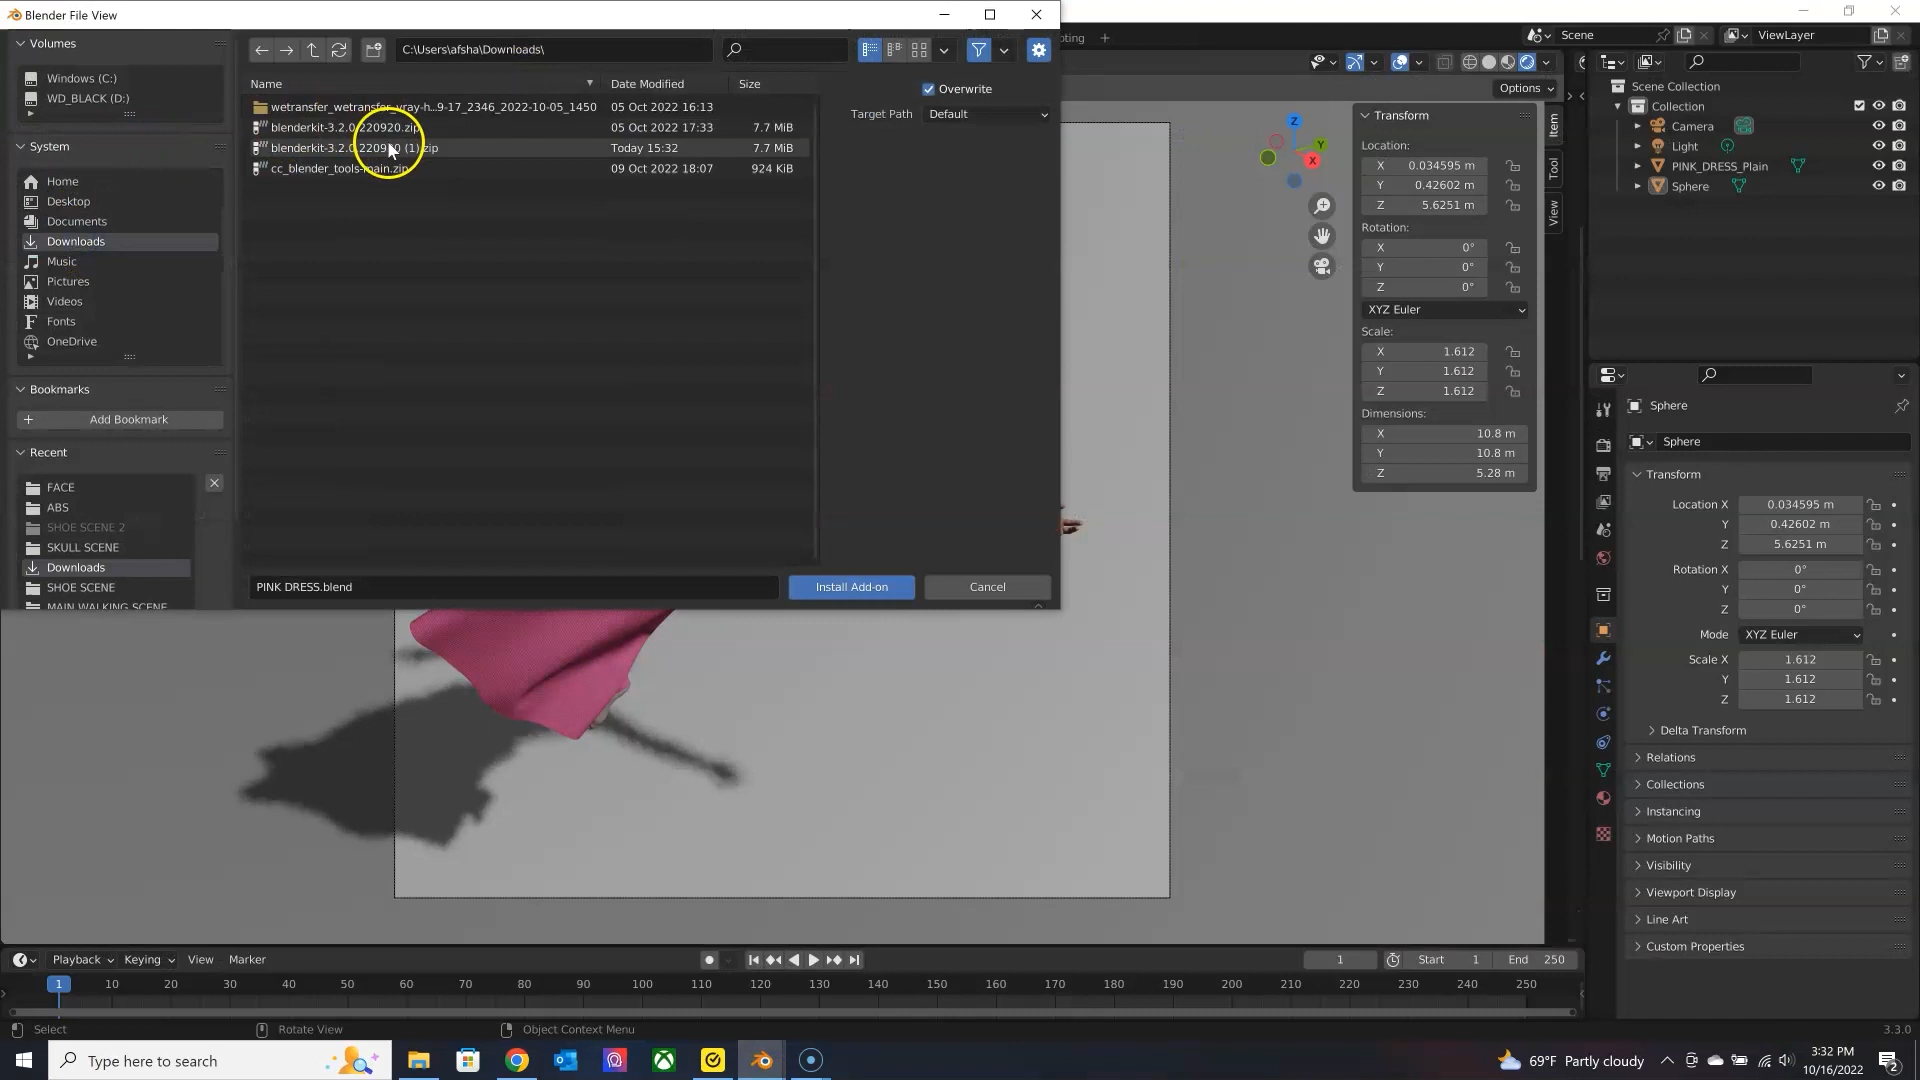 Blender File View
Volumes
Windows (C:)
WD_BLACK (D:)
System
Home
Desktop
Documents
Downloads
Music
Pictures
Videos
Fonts
OneDrive
Bookmarks
Add Bookmark
Recent
FACE
ABS
SHOE SCENE 2
SKULL SCENE
Downloads
SHOE SCENE
MAIN WALKING SCENE
C:\Users\afsha\Downloads\
Name Date Modified Size
wetransfer_wetransfer_vray-h...9-17_2346_2022-10-05_1450 05 Oct 2022 16:13
blenderkit-3.2.0.220920.zip 05 Oct 2022 17:33 7.7 MiB
blenderkit-3.2.0.220920 (1).zip Today 15:32 7.7 MiB
cc_blender_tools-main.zip 09 Oct 2022 18:07 924 KiB
Overwrite
Target Path Default
PINK DRESS.blend Install Add-on Cancel
Scene ViewLayer
Options
Item
Tool
View
Z
Y
X
Transform
Location:
X 0.034595 m
Y 0.42602 m
Z 5.6251 m
Rotation:
X 0°
Y 0°
Z 0°
XYZ Euler
Scale:
X 1.612
Y 1.612
Z 1.612
Dimensions:
X 10.8 m
Y 10.8 m
Z 5.28 m
Scene Collection
Collection
Camera
Light
PINK_DRESS_Plain
Sphere
Sphere
Sphere
Transform
Location X 0.034595 m
Y 0.42602 m
Z 5.6251 m
Rotation X 0°
Y 0°
Z 0°
Mode XYZ Euler
Scale X 1.612
Y 1.612
Z 1.612
Delta Transform
Relations
Collections
Instancing
Motion Paths
Visibility
Viewport Display
Line Art
Custom Properties
Playback Keying View Marker 1 Start 1 End 250
1 10 20 30 40 50 60 70 80 90 100 110 120 130 140 150 160 170 180 190 200 210 220 230 240 250
Select Rotate View Object Context Menu 3.3.0
Type here to search
69°F Partly cloudy
3:32 PM
10/16/2022
2